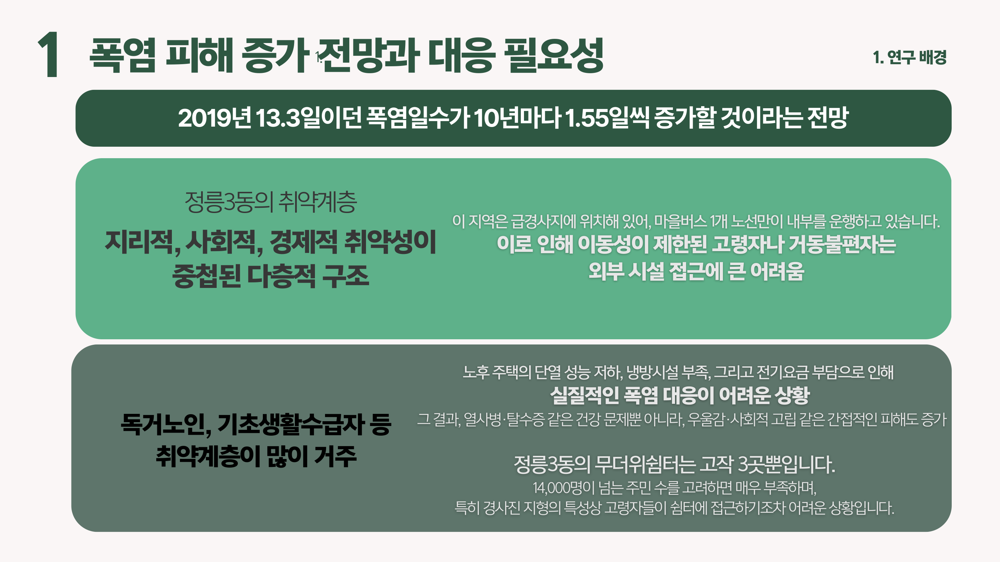 1 폭염 피해 증가 전망과 대응 필요성
1.
1. 연구 배경
2019년 13.3일이던 폭염일수가 10년마다 1.55일씩 증가할 것이라는 전망
정릉3동의 취약계층
지리적, 사회적, 경제적 취약성이
중첩된 다층적 구조
이 지역은 급경사지에 위치해 있어, 마을버스 1개 노선만이 내부를 운행하고 있습니다.
이로 인해 이동성이 제한된 고령자나 거동불편자는
외부 시설 접근에 큰 어려움
독거노인, 기초생활수급자 등
취약계층이 많이 거주
노후 주택의 단열 성능 저하, 냉방시설 부족, 그리고 전기요금 부담으로 인해
실질적인 폭염 대응이 어려운 상황
그 결과, 열사병·탈수증 같은 건강 문제뿐 아니라, 우울감·사회적 고립 같은 간접적인 피해도 증가
정릉3동의 무더위쉼터는 고작 3곳뿐입니다.
14,000명이 넘는 주민 수를 고려하면 매우 부족하며,
특히 경사진 지형의 특성상 고령자들이 쉼터에 접근하기조차 어려운 상황입니다.